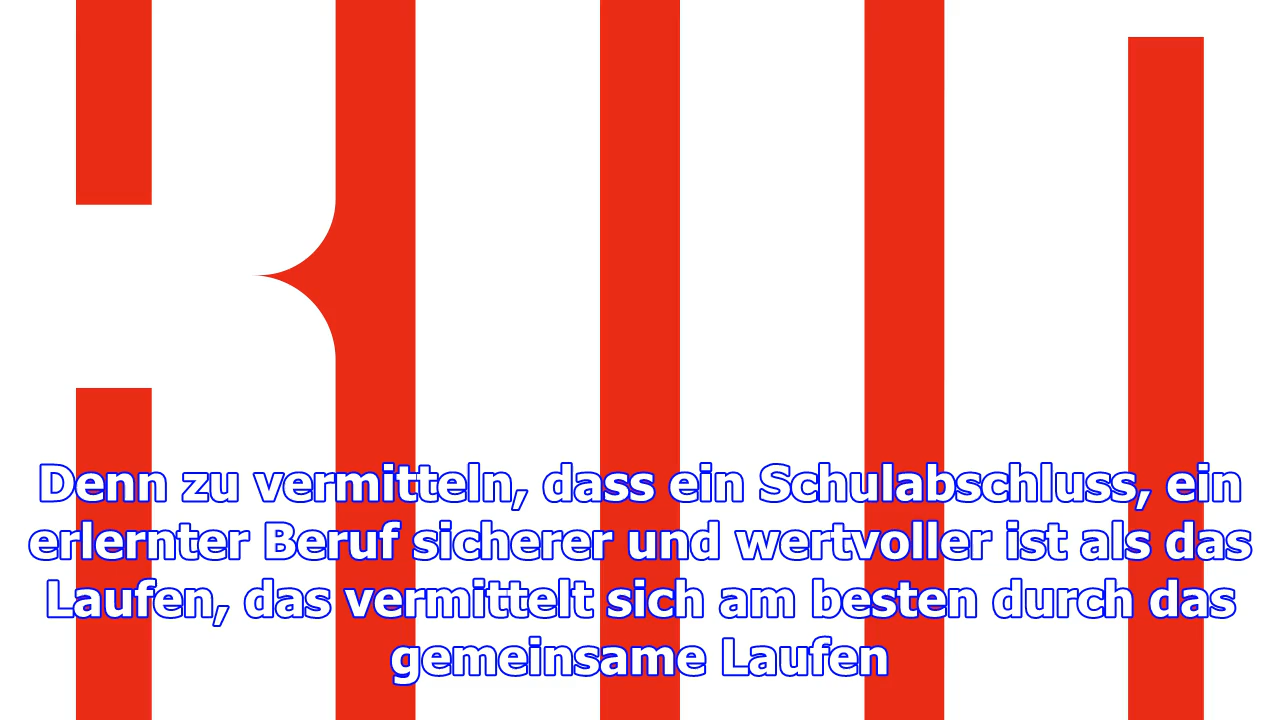 Denn zu vermitteln, dass ein Schulabschluss, ein
erlernter Beruf sicherer und wertvoller ist als das
Laufen, das vermittelt sich am besten durch das
gemeinsame Laufen